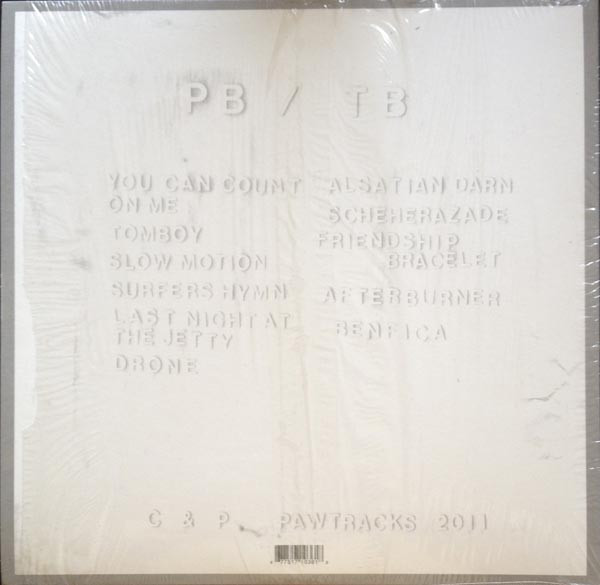 PB / TB
YOU CAN COUNT
ON ME
TOMBOY
SLOW MOTION
SURFERS HYMN
LAST NIGHT AT
THE JETTY
DRONE
ALSATIAN DARN
SCHEHERAZADE
FRIENDSHIP
BRACELET
AFTERBURNER
BENFICA
C & P PAWTRACKS 2011